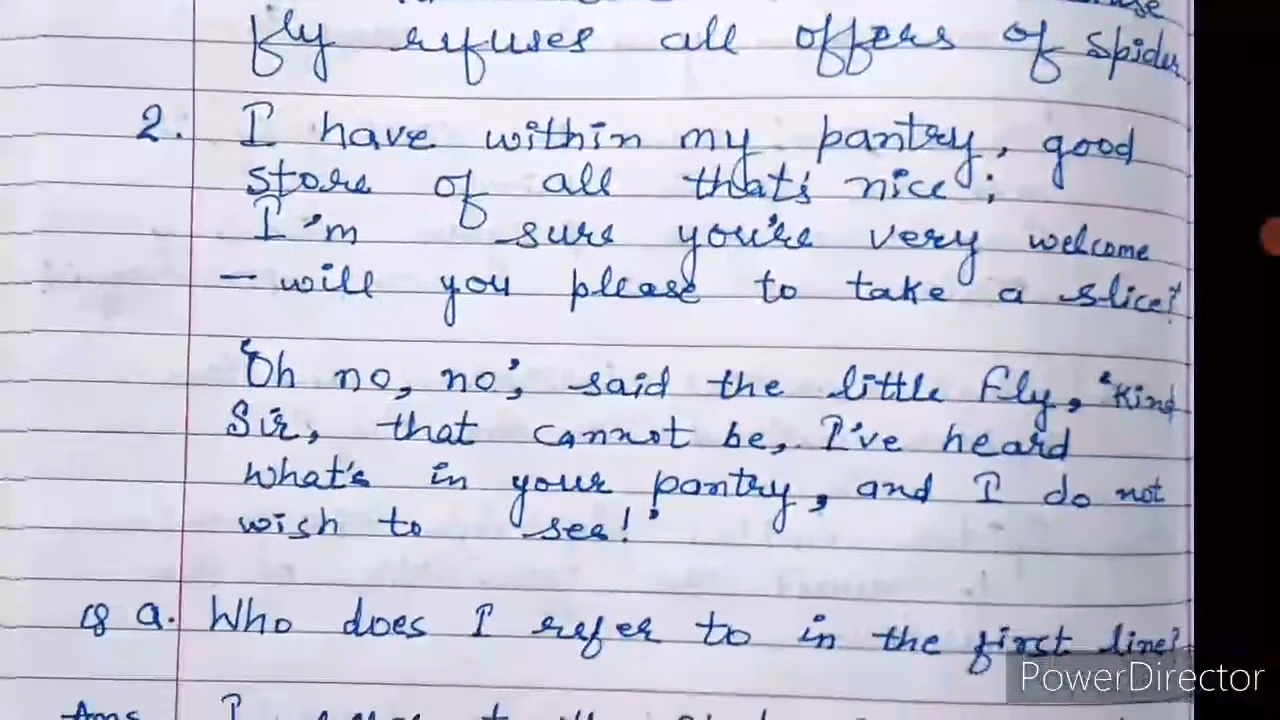 fly refuses all offers of spider
2. I have within my pantry, good
store of all that's nice;
I'm sure you're very welcome
- will you please to take a slice?
'Oh no, no', said the little fly, 'Kind
Sir, that cannot be, I've heard
what's in your pantry, and I do not
wish to see!'
Q a. Who does I refer to in the first line?
PowerDirector
Ans I